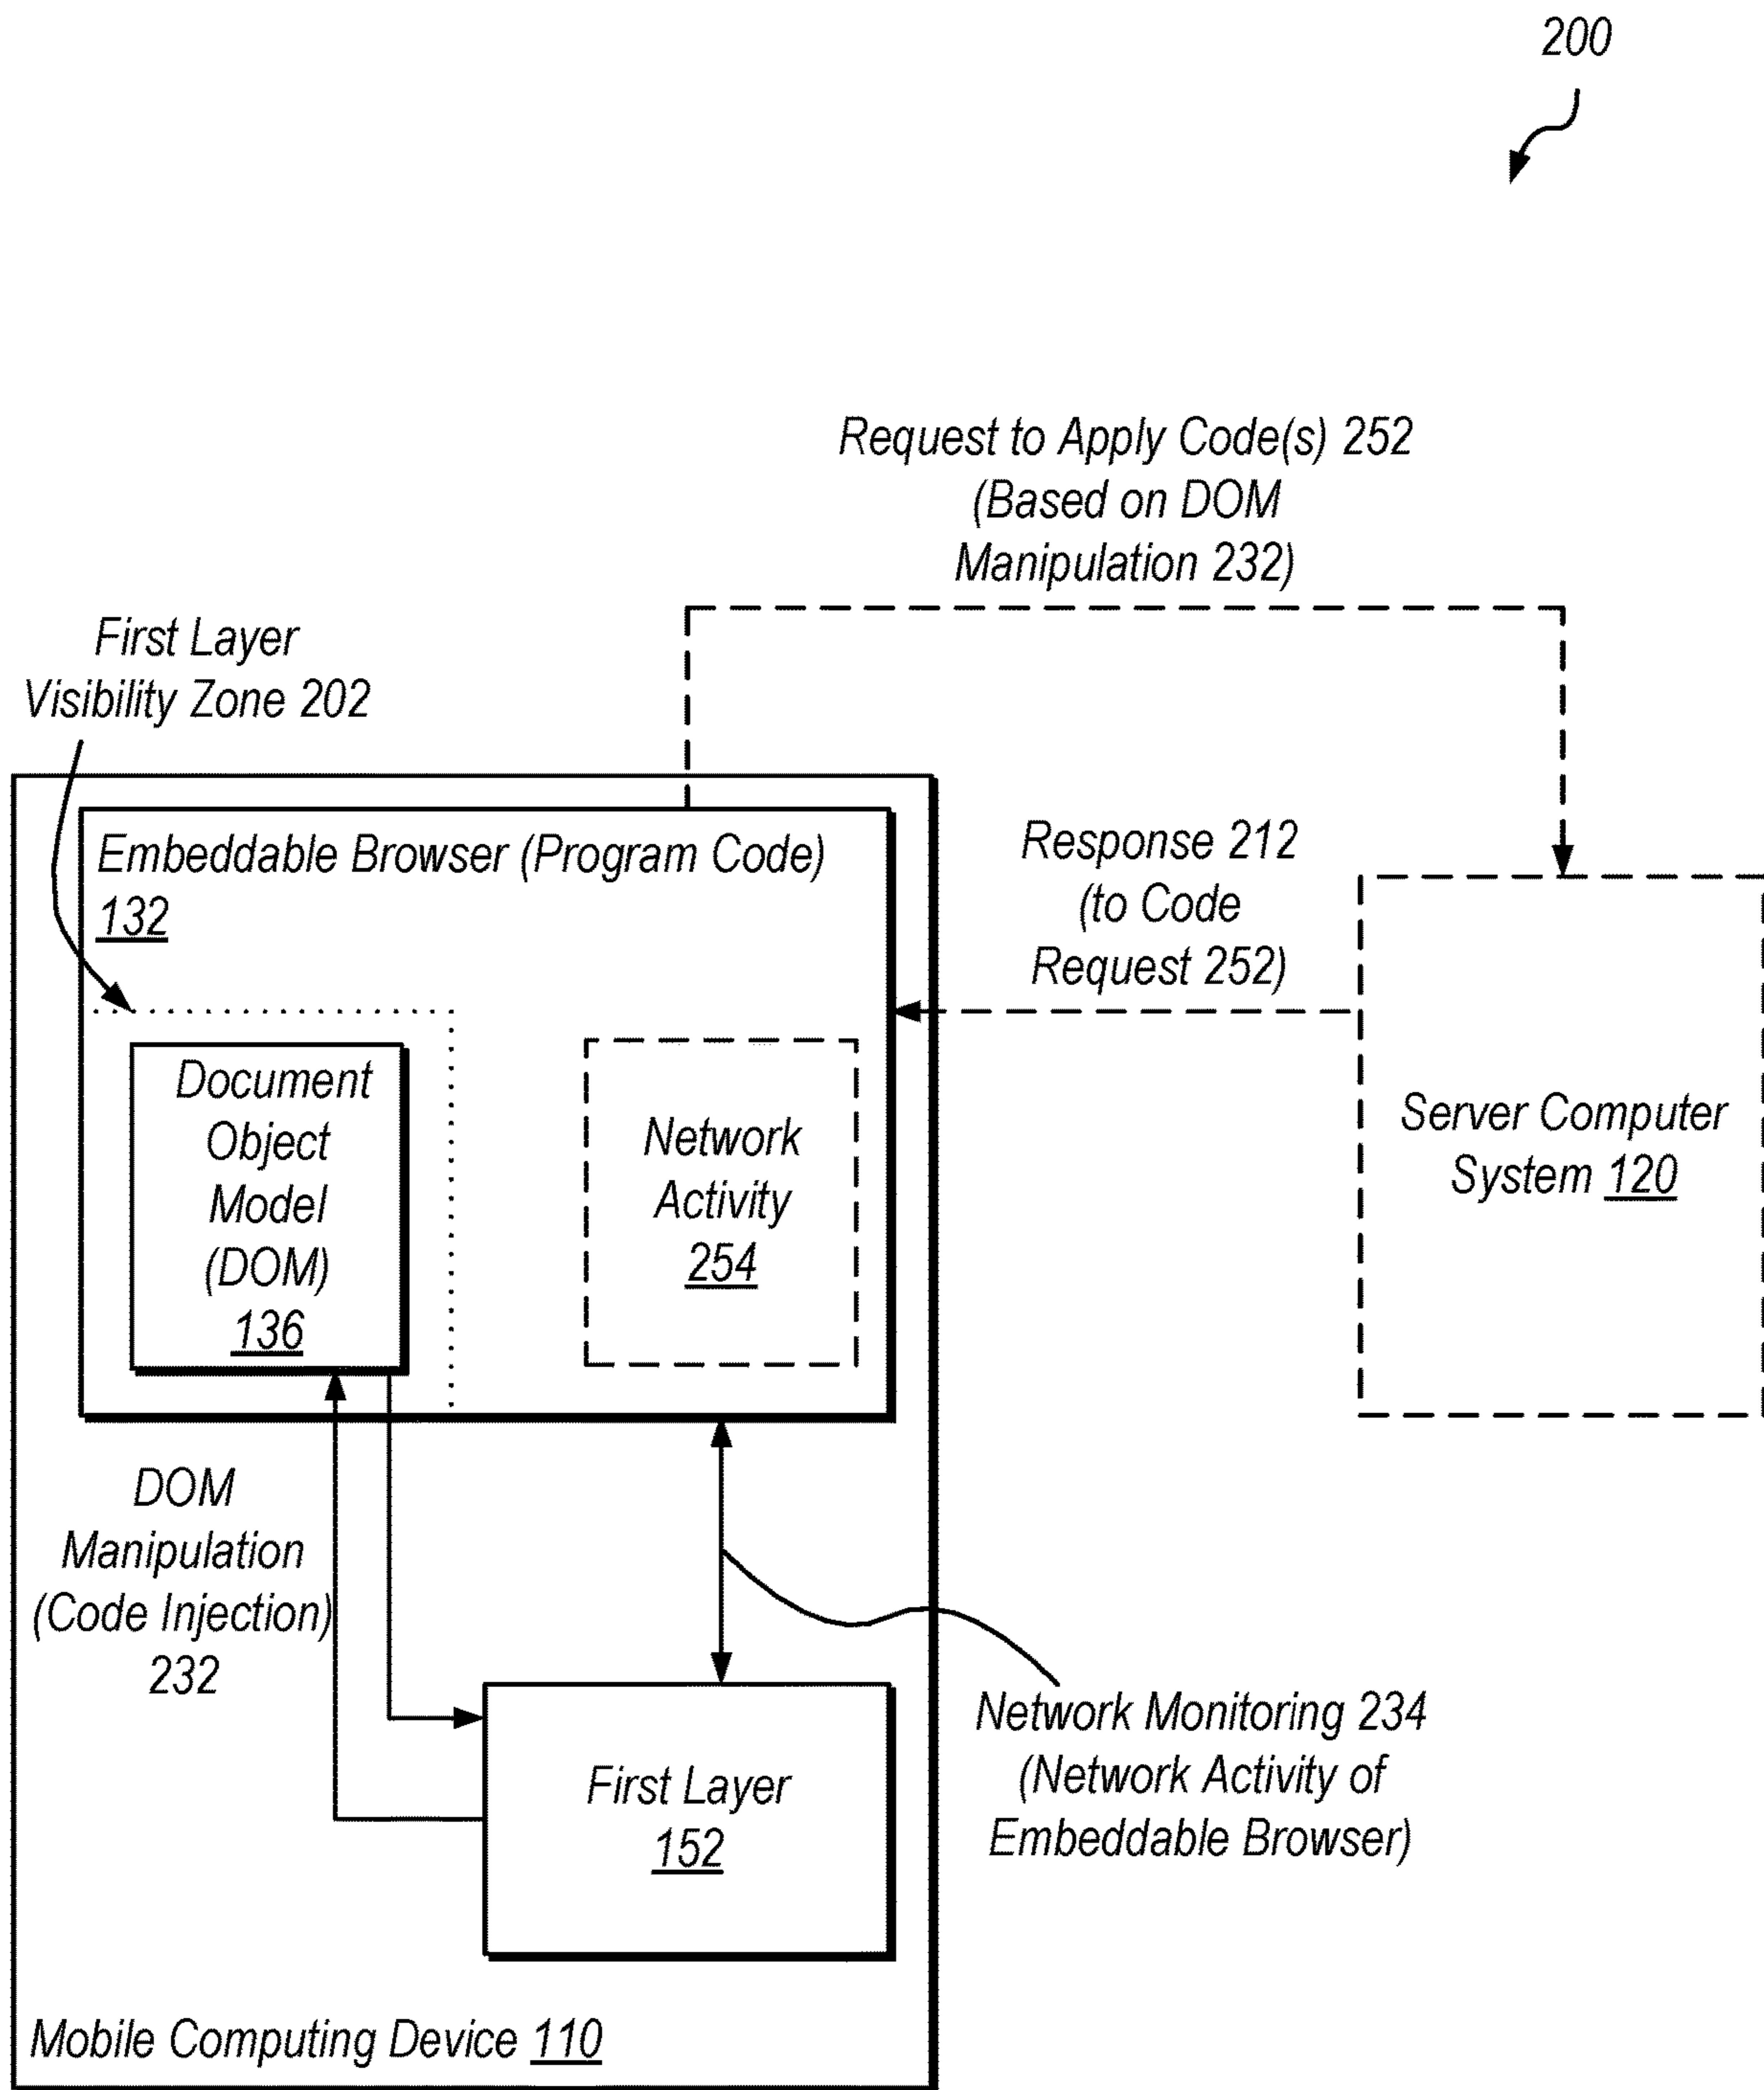 200
Request to Apply Code(s) 252
(Based on DOM
Manipulation 232)
First Layer
Visibility Zone 202
Embeddable Browser (Program Code)
132
Response 212
(to Code
Request 252)
Document
Object
Model
(DOM)
136
Network
Activity
254
Server Computer
System 120
DOM
Manipulation
(Code Injection)
232
First Layer
152
Network Monitoring 234
(Network Activity of
Embeddable Browser)
Mobile Computing Device 110